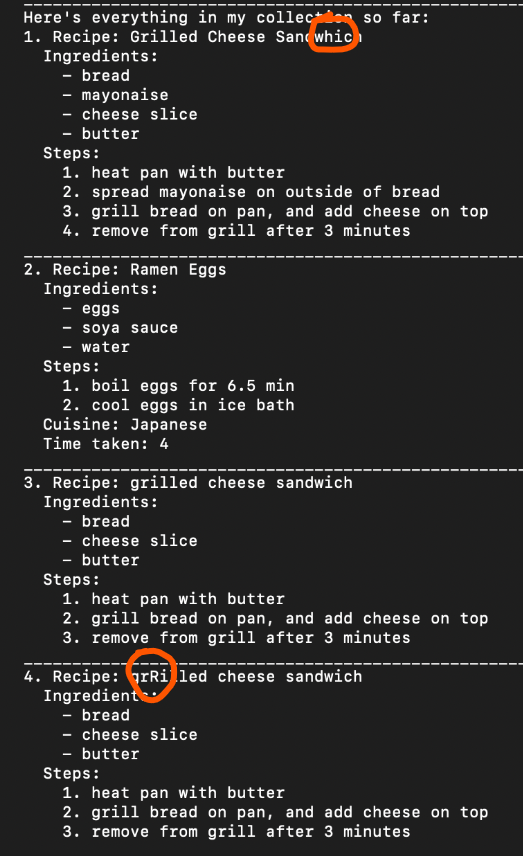 Here's everything in my collection so far:
1. Recipe: Grilled Cheese Sandwhich
Ingredients:
- bread
- mayonaise
- cheese slice
- butter
Steps:
1. heat pan with butter
2. spread mayonaise on outside of bread
3. grill bread on pan, and add cheese on top
4. remove from grill after 3 minutes
2. Recipe: Ramen Eggs
Ingredients:
- eggs
- soya sauce
- water
Steps:
1. boil eggs for 6.5 min
2. cool eggs in ice bath
Cuisine: Japanese
Time taken: 4
3. Recipe: grilled cheese sandwich
Ingredients:
- bread
- cheese slice
- butter
Steps:
1. heat pan with butter
2. grill bread on pan, and add cheese on top
3. remove from grill after 3 minutes
4. Recipe: grRilled cheese sandwich
Ingredients:
- bread
- cheese slice
- butter
Steps:
1. heat pan with butter
2. grill bread on pan, and add cheese on top
3. remove from grill after 3 minutes